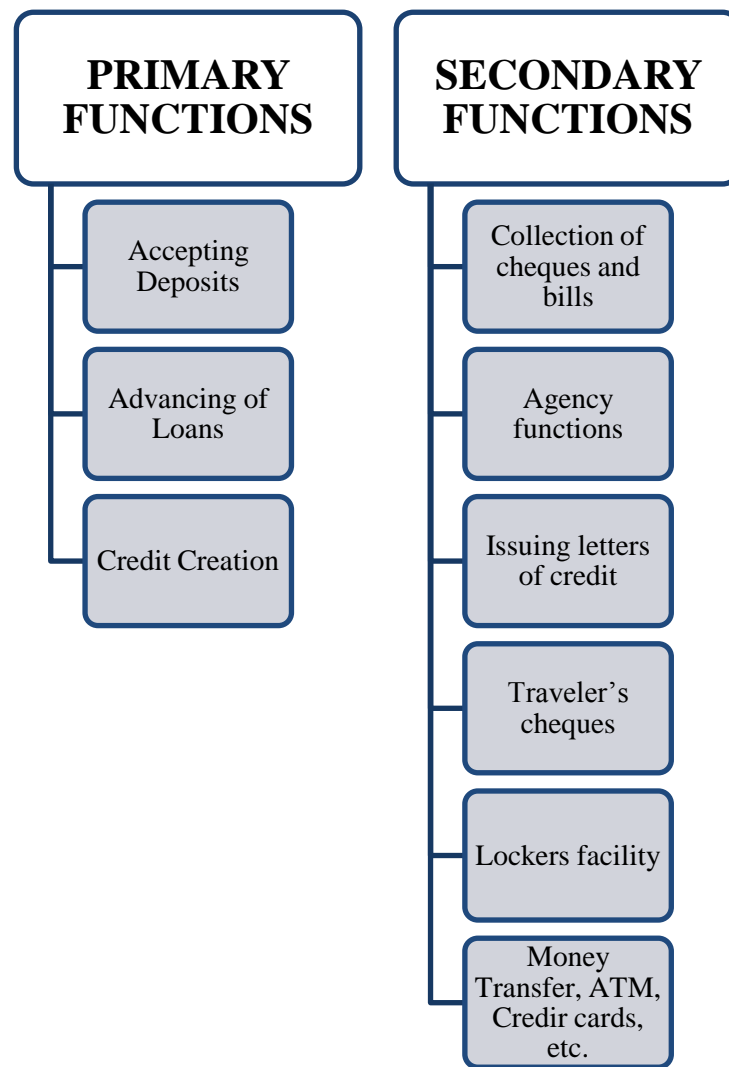 PRIMARY
FUNCTIONS
Accepting
Deposits
Advancing of
Loans
Credit Creation
SECONDARY
FUNCTIONS
Collection of
cheques and
bills
Agency
functions
Issuing letters
of credit
Traveler’s
cheques
Lockers facility
Money
Transfer, ATM,
Credir cards,
etc.